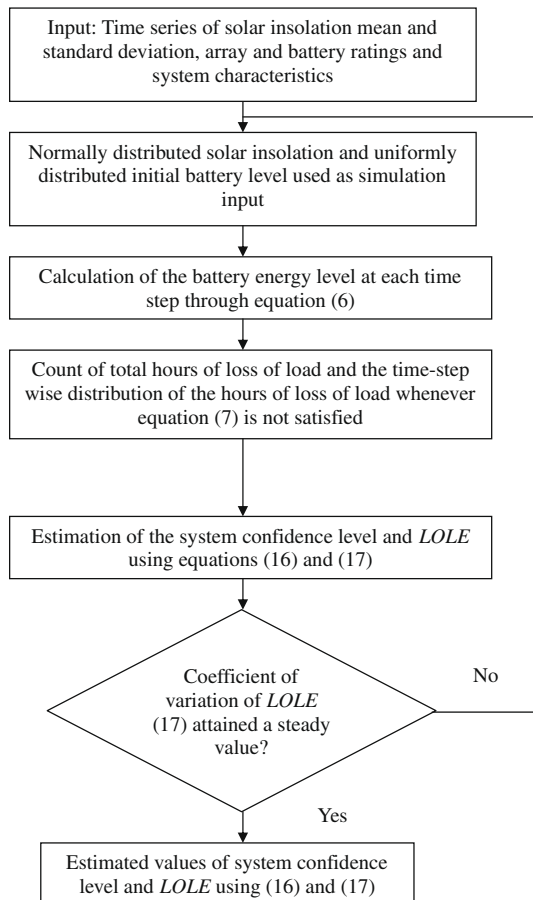 Input: Time series of solar insolation mean and
standard deviation, array and battery ratings and
system characteristics
Normally distributed solar insolation and uniformly
distributed initial battery level used as simulation
input
Calculation of the battery energy level at each time
step through equation (6)
Count of total hours of loss of load and the time-step
wise distribution of the hours of loss of load whenever
equation (7) is not satisfied
Estimation of the system confidence level and LOLE
using equations (16) and (17)
Coefficient of
variation of LOLE
(17) attained a steady
value?
No
Yes
Estimated values of system confidence
level and LOLE using (16) and (17)